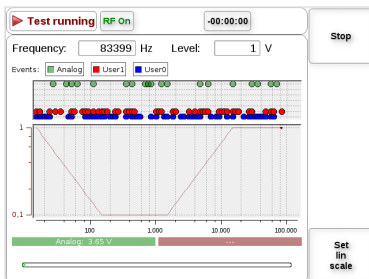 Test running RF On -00:00:00 Stop
Frequency: 83399 Hz Level: 1 V
Events: Analog User1 User0
1
0,1
100 1.000 10.000 100.000
Analog: 3.65 V ---
Set
lin
scale